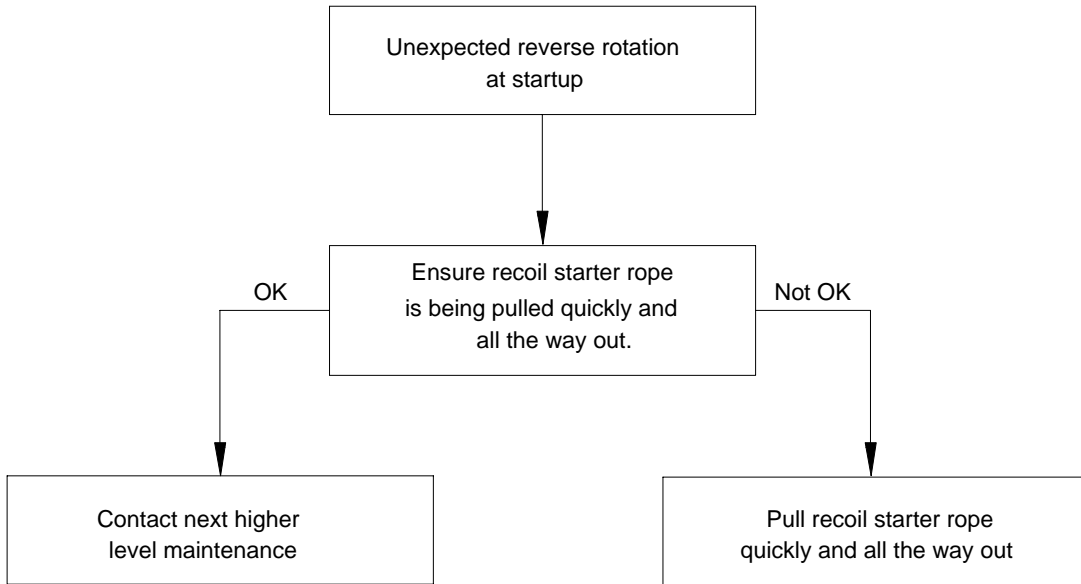 Unexpected reverse rotation
at startup
Ensure recoil starter rope
is being pulled quickly and
all the way out.
OK
Not OK
Contact next higher
level maintenance
Pull recoil starter rope
quickly and all the way out